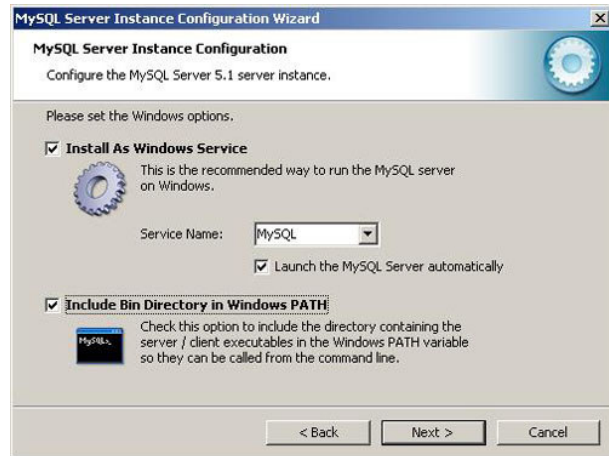 MySQL Server Instance Configuration Wizard
MySQL Server Instance Configuration
Configure the MySQL Server 5.1 server instance.
Please set the Windows options.
Install As Windows Service
This is the recommended way to run the MySQL server
on Windows.
Service Name: MySQL
Launch the MySQL Server automatically
Include Bin Directory in Windows PATH
MySQL>_
Check this option to include the directory containing the
server / client executables in the Windows PATH variable
so they can be called from the command line.
< Back Next > Cancel